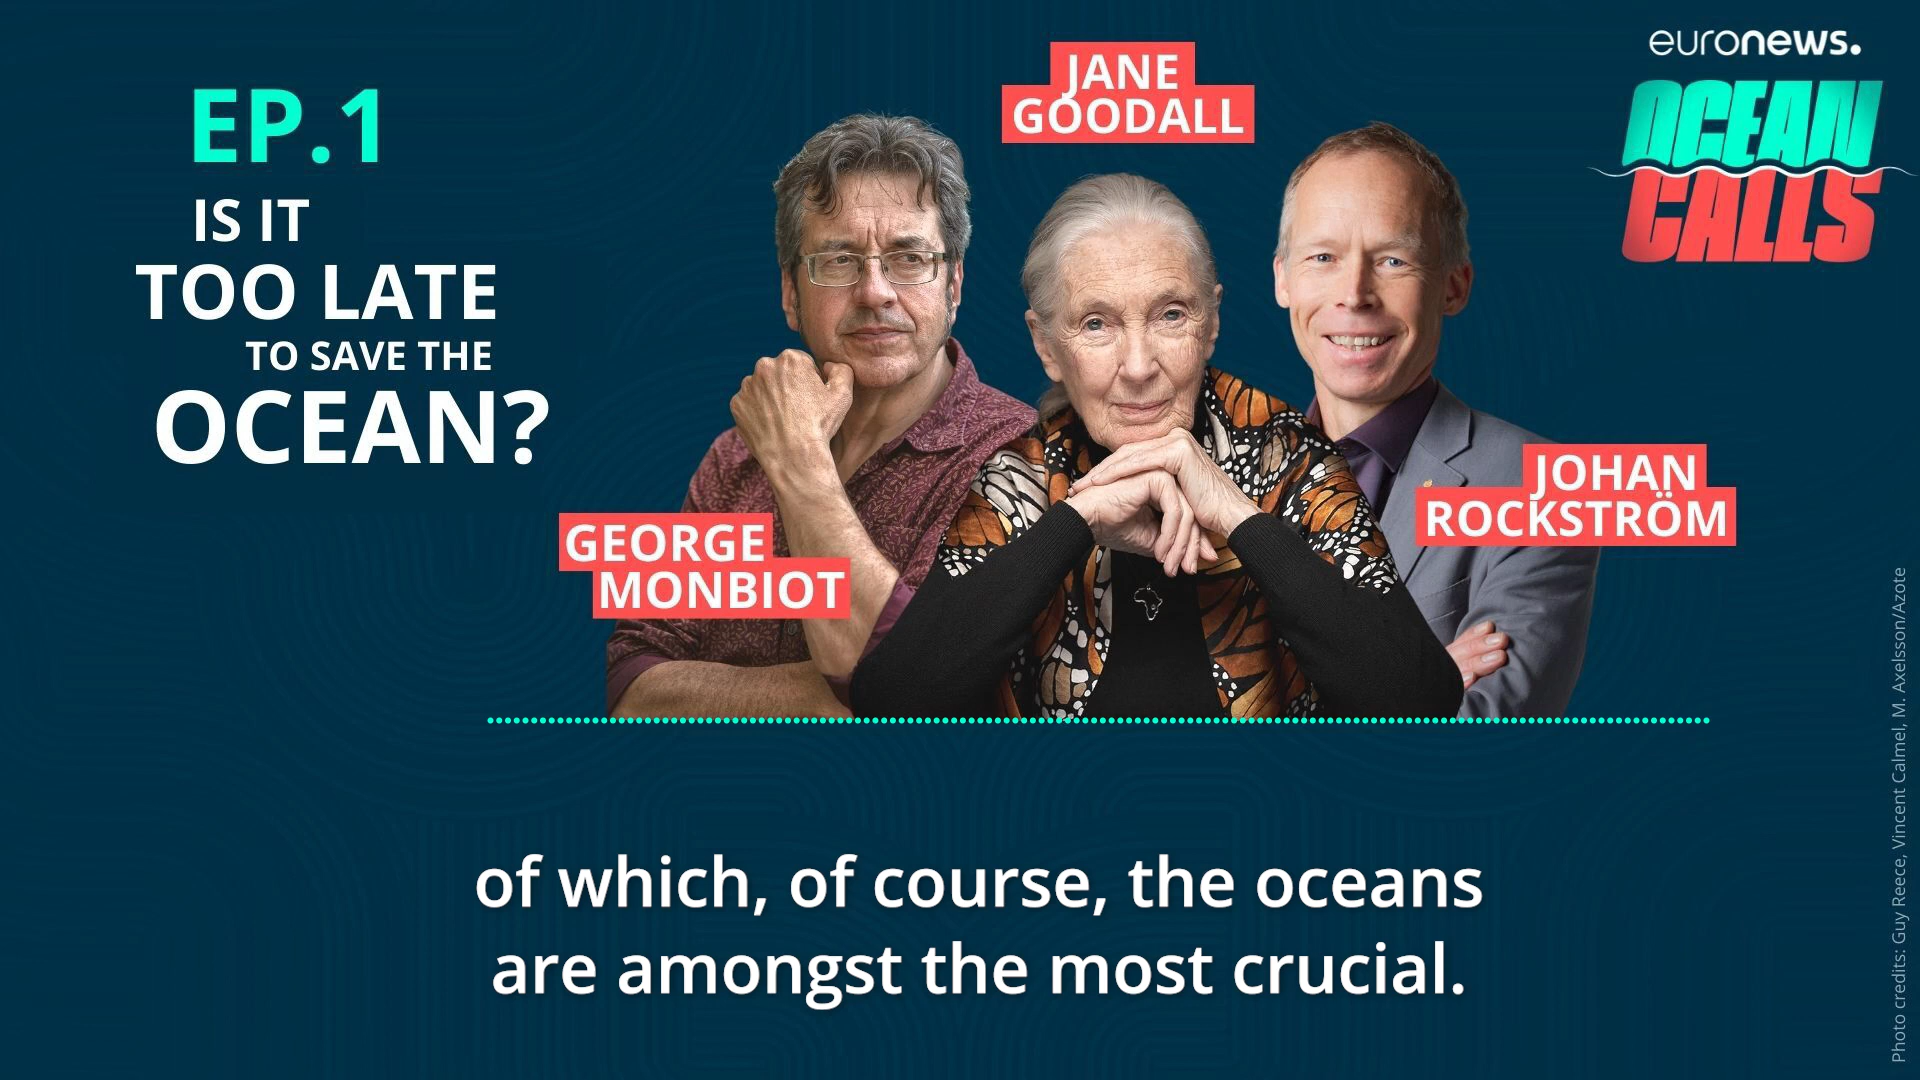 euronews.
OCEAN
CALLS
EP.1
IS IT
TOO LATE
TO SAVE THE
OCEAN?
JANE
GOODALL
JOHAN
ROCKSTRÖM
GEORGE
MONBIOT
of which, of course, the oceans
are amongst the most crucial.
Photo credits: Guy Reece, Vincent Calmel, M. Axelsson/Azote